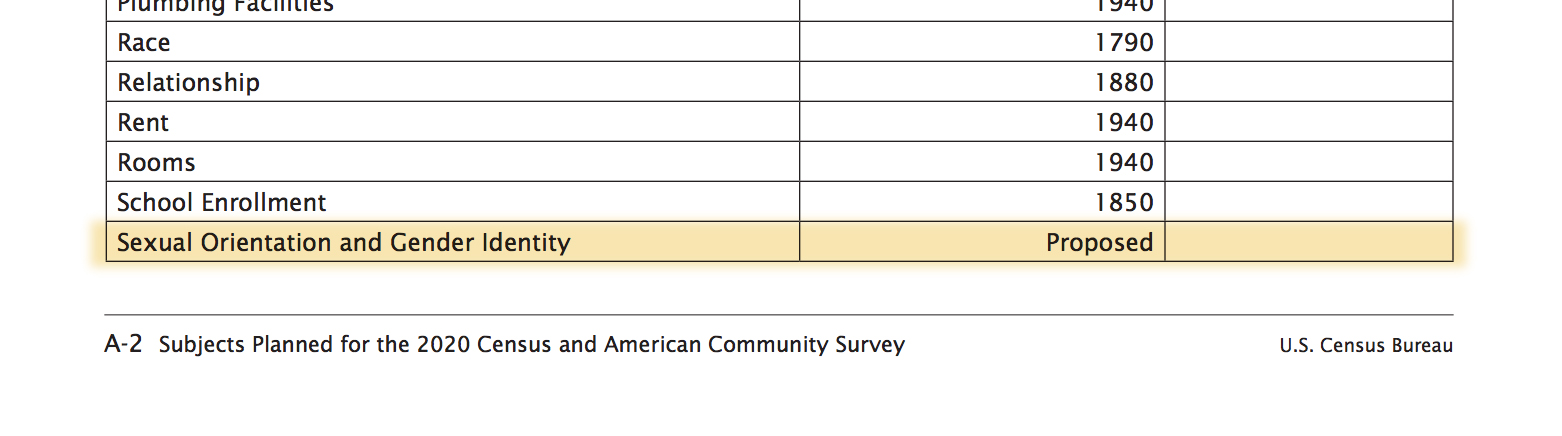 Plumbing Facilities 1940
Race 1790
Relationship 1880
Rent 1940
Rooms 1940
School Enrollment 1850
Sexual Orientation and Gender Identity Proposed
A-2 Subjects Planned for the 2020 Census and American Community Survey U.S. Census Bureau